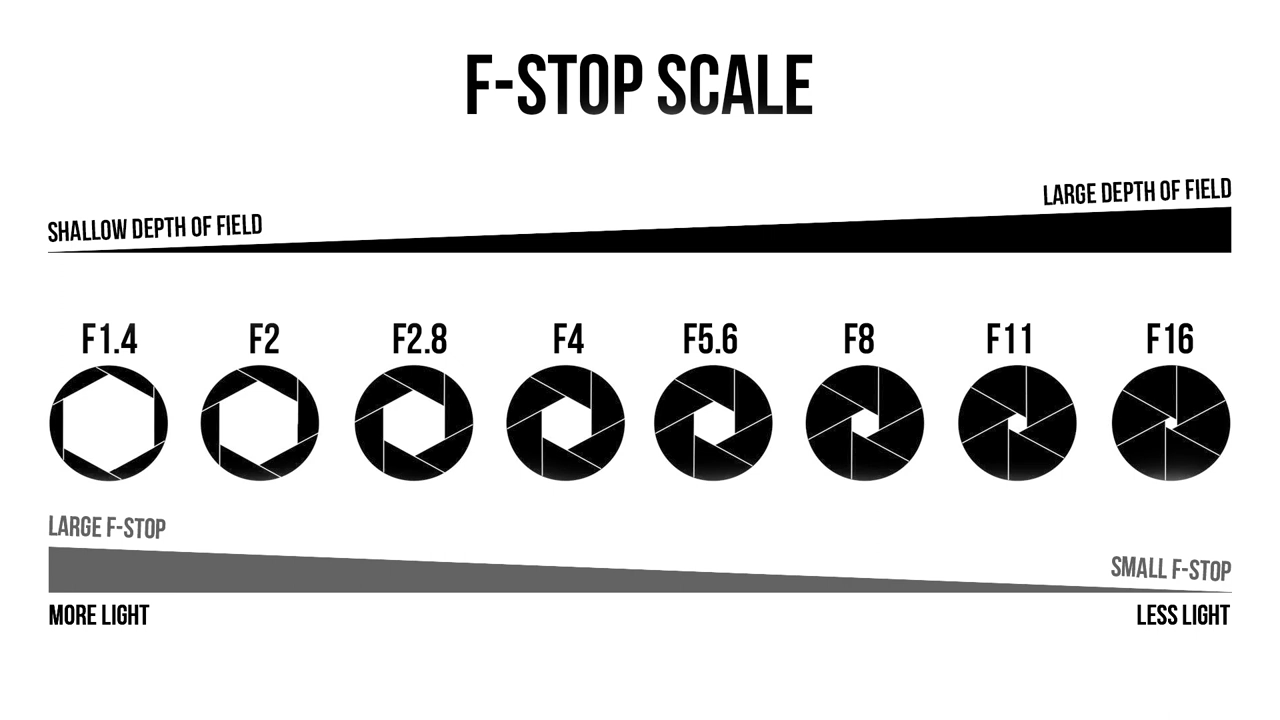 F-STOP SCALE
LARGE DEPTH OF FIELD
SHALLOW DEPTH OF FIELD
F1.4 F2 F2.8 F4 F5.6 F8 F11 F16
LARGE F-STOP
SMALL F-STOP
MORE LIGHT LESS LIGHT